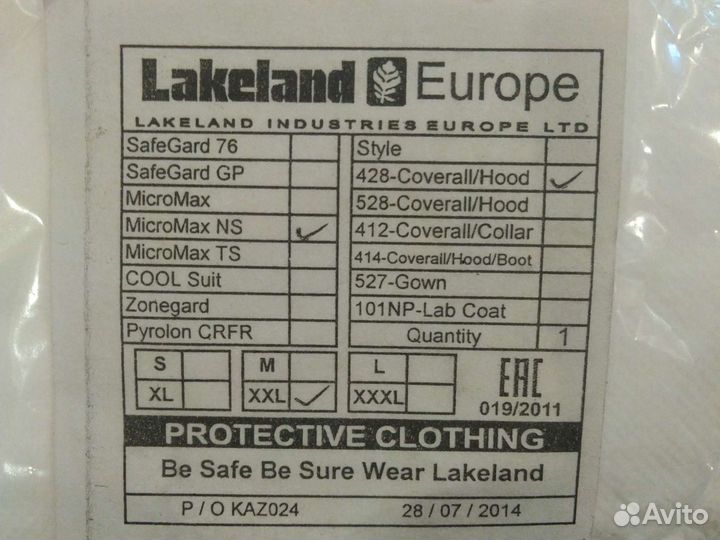 Lakeland Europe
LAKELAND INDUSTRIES EUROPE LTD
SafeGard 76
SafeGard GP
MicroMax
MicroMax NS ✓
MicroMax TS
COOL Suit
Zonegard
Pyrolon CRFR
Style
428-Coverall/Hood ✓
528-Coverall/Hood
412-Coverall/Collar
414-Coverall/Hood/Boot
527-Gown
101NP-Lab Coat
Quantity 1
S M L
XL XXL ✓ XXXL
EAC
019/2011
PROTECTIVE CLOTHING
Be Safe Be Sure Wear Lakeland
P / O KAZ024 28 / 07 / 2014
Avito